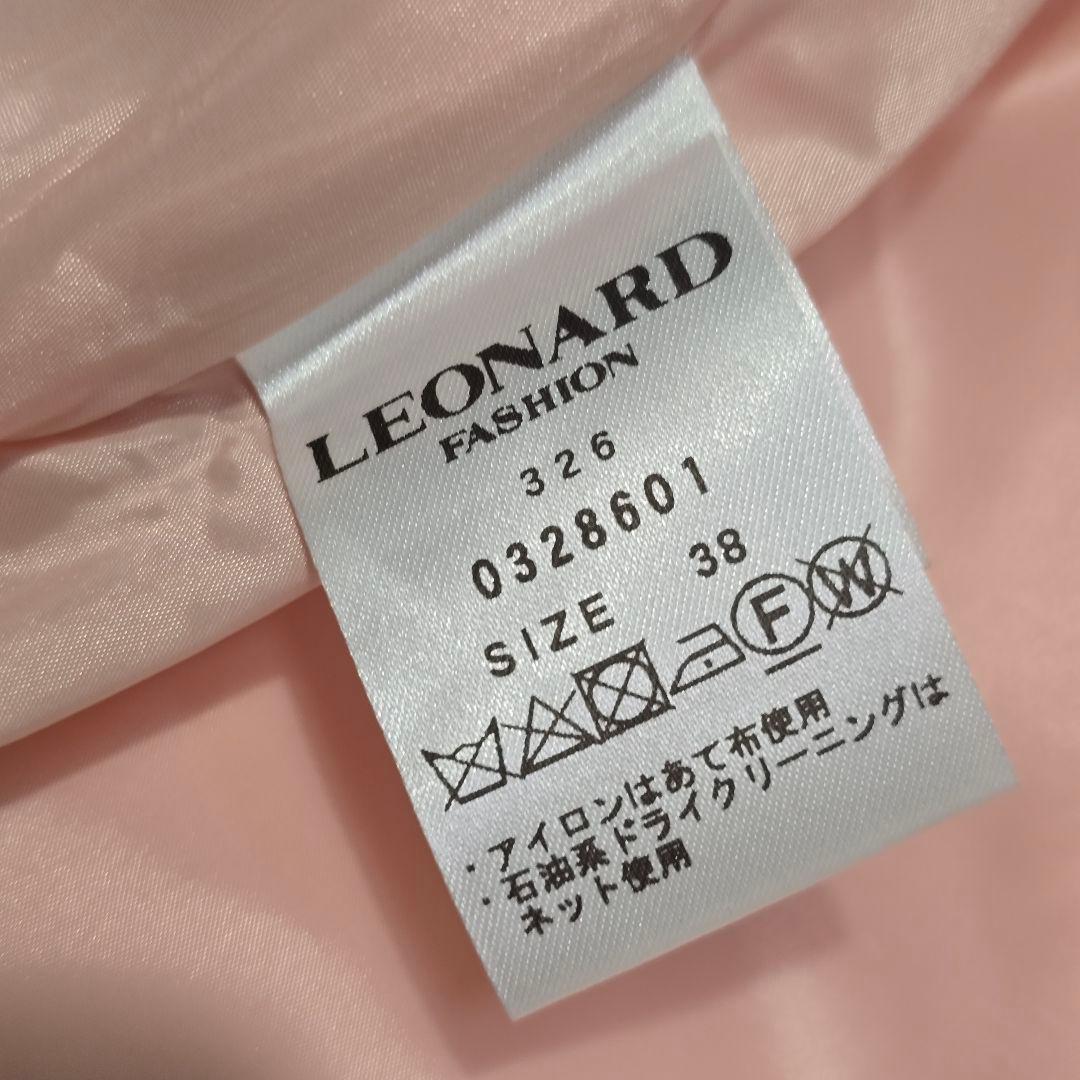 LEONARD
FASHION
326
0328601
SIZE 38
F W
・アイロンはあて布使用
・石油系ドライクリーニングは
ネット使用